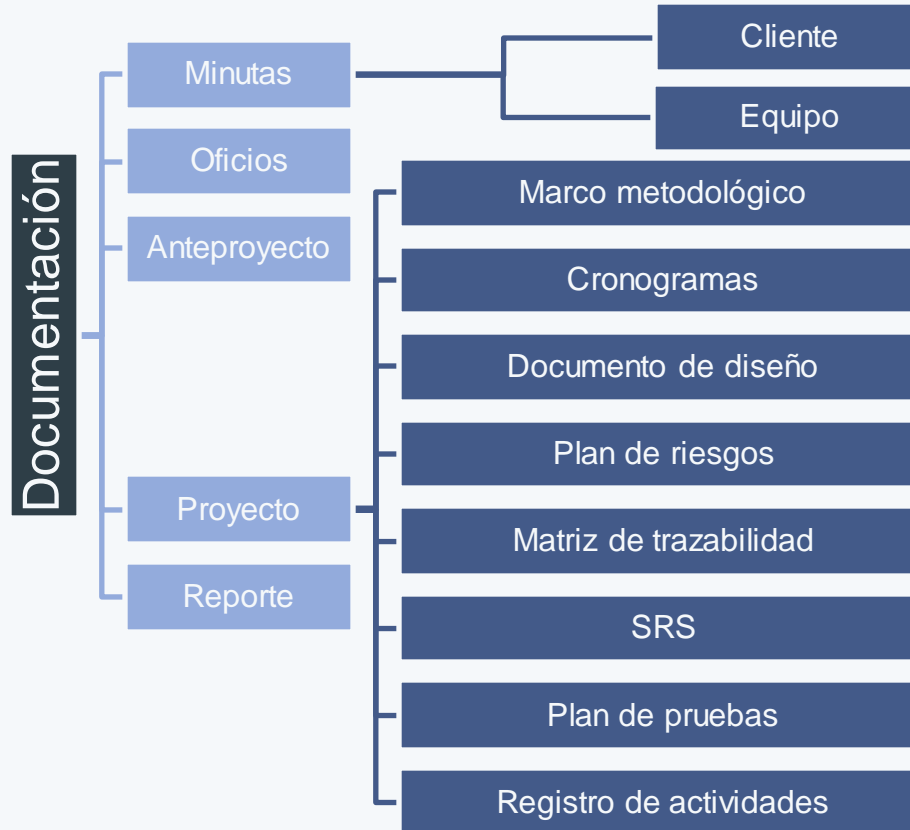 Documentación
Minutas
Cliente
Equipo
Oficios
Anteproyecto
Proyecto
Marco metodológico
Cronogramas
Documento de diseño
Plan de riesgos
Matriz de trazabilidad
SRS
Plan de pruebas
Registro de actividades
Reporte